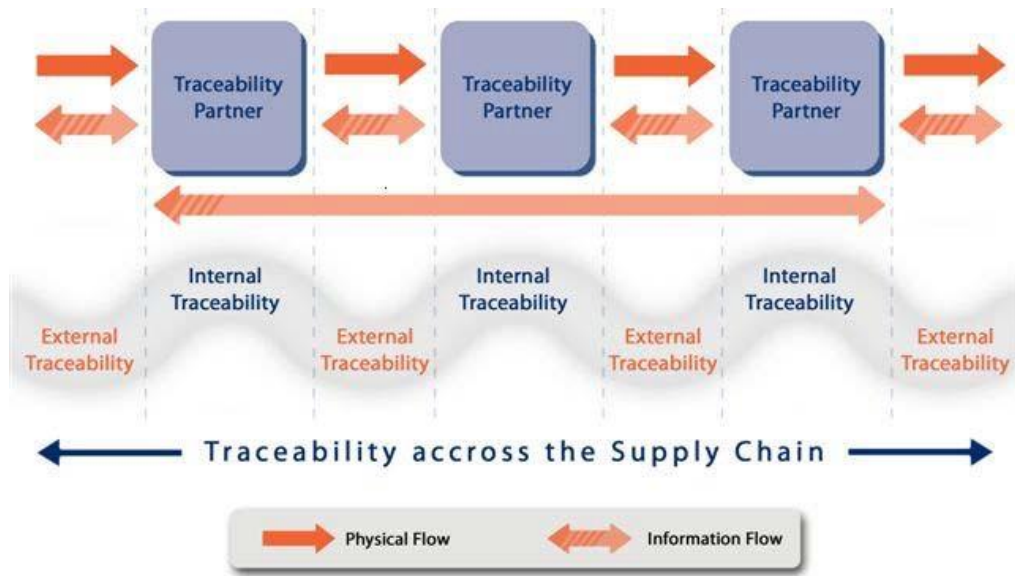 Traceability
Partner
Traceability
Partner
Traceability
Partner
Internal
Traceability
Internal
Traceability
Internal
Traceability
External
Traceability
External
Traceability
External
Traceability
External
Traceability
Traceability accross the Supply Chain
Physical Flow
Information Flow